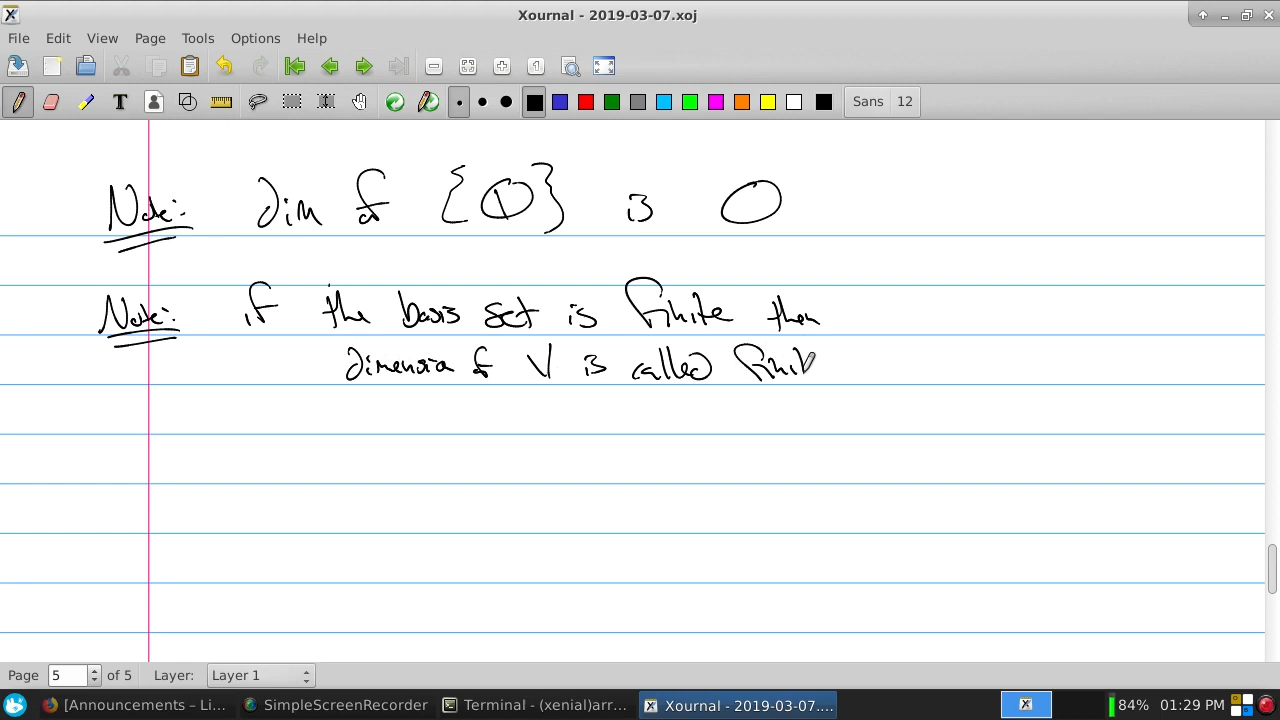 Xournal - 2019-03-07.xoj
File Edit View Page Tools Options Help
Sans 12
Note: dim of {𝟘} is 0
Note: if the basis set is finite then
dimension of V is called finit
Page 5 of 5 Layer: Layer 1
[Announcements – Li... SimpleScreenRecorder Terminal - (xenial)arr... Xournal - 2019-03-07.... 84% 01:29 PM